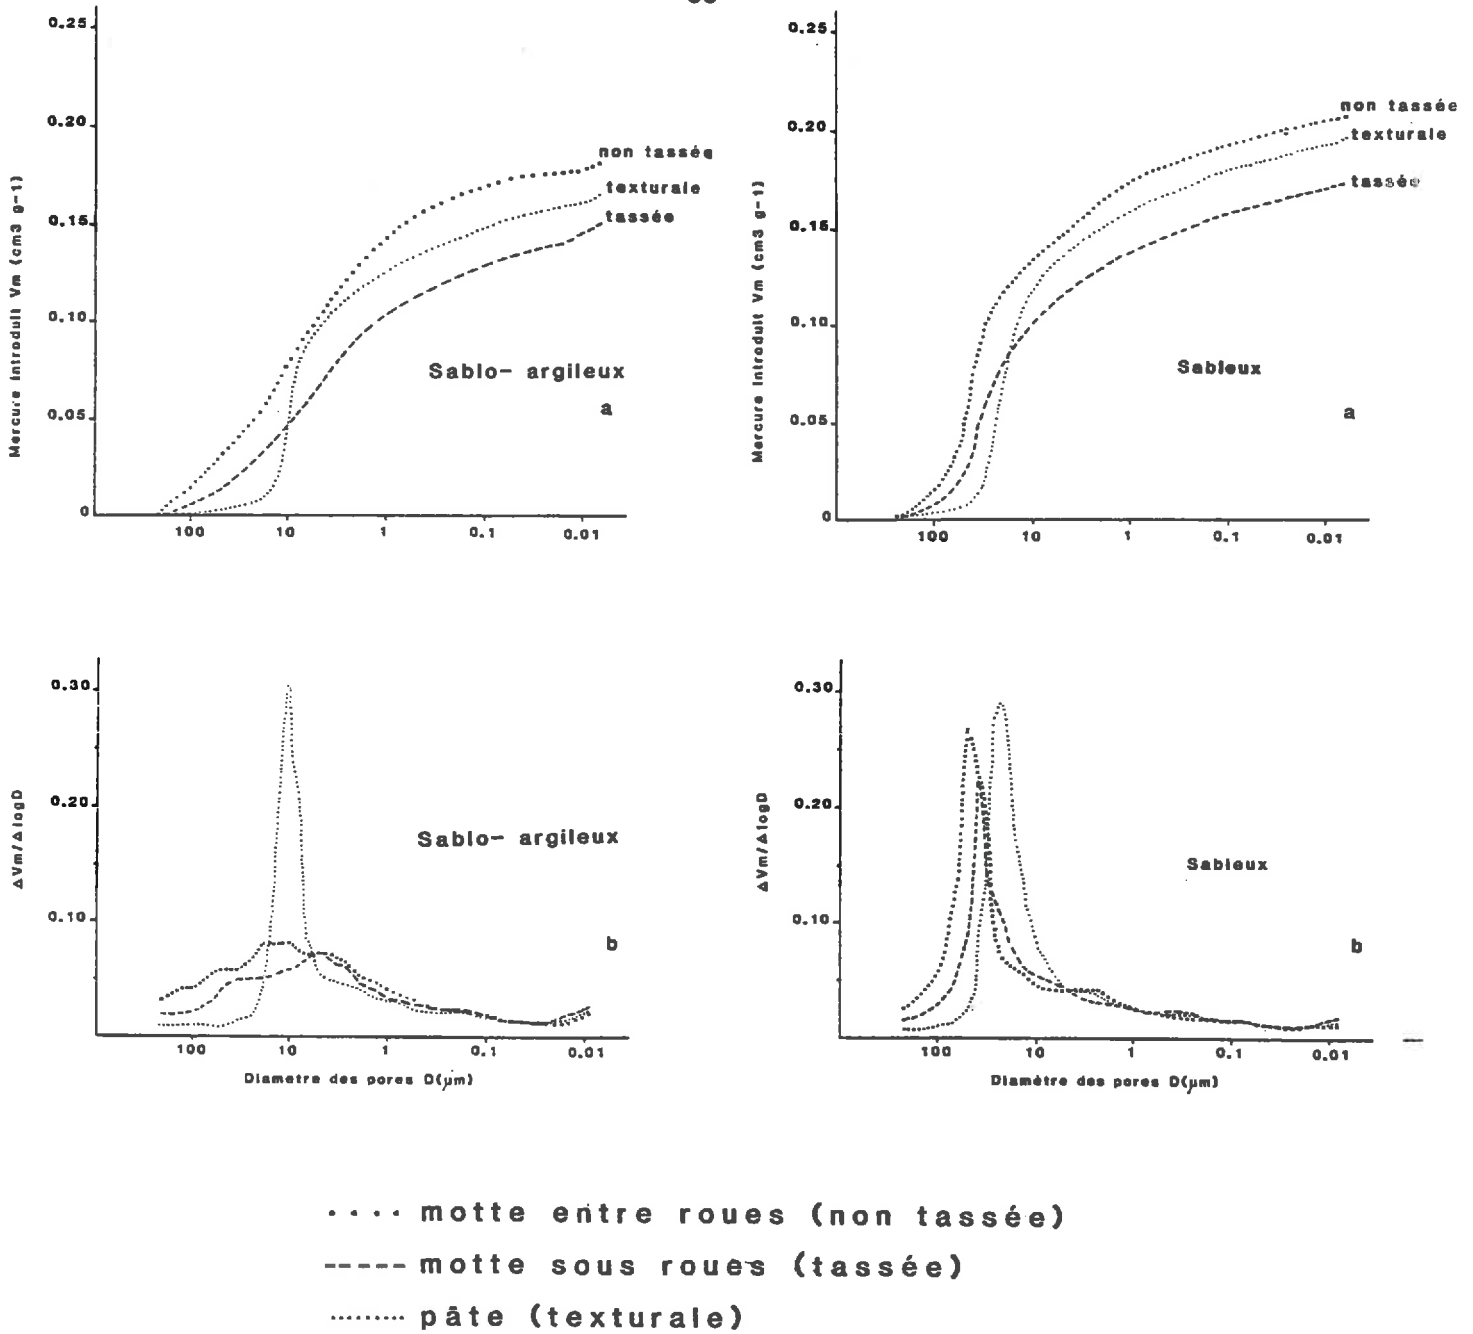 0.25
0.20
0.15
0.10
0.05
0
Mercure introduit Vm (cm3 g-1)
non tassée
texturale
tassée
Sablo- argileux
a
100 10 1 0.1 0.01
0.25
0.20
0.15
0.10
0.05
0
Mercure introduit Vm (cm3 g-1)
non tassée
texturale
tassée
Sableux
a
100 10 1 0.1 0.01
0.30
0.20
0.10
ΔVm/ΔlogD
Sablo- argileux
b
100 10 1 0.1 0.01
Diametre des pores D(µm)
0.30
0.20
0.10
ΔVm/ΔlogD
Sableux
b
100 10 1 0.1 0.01
Diamètre des pores D(µm)
motte entre roues (non tassée)
motte sous roues (tassée)
pâte (texturale)